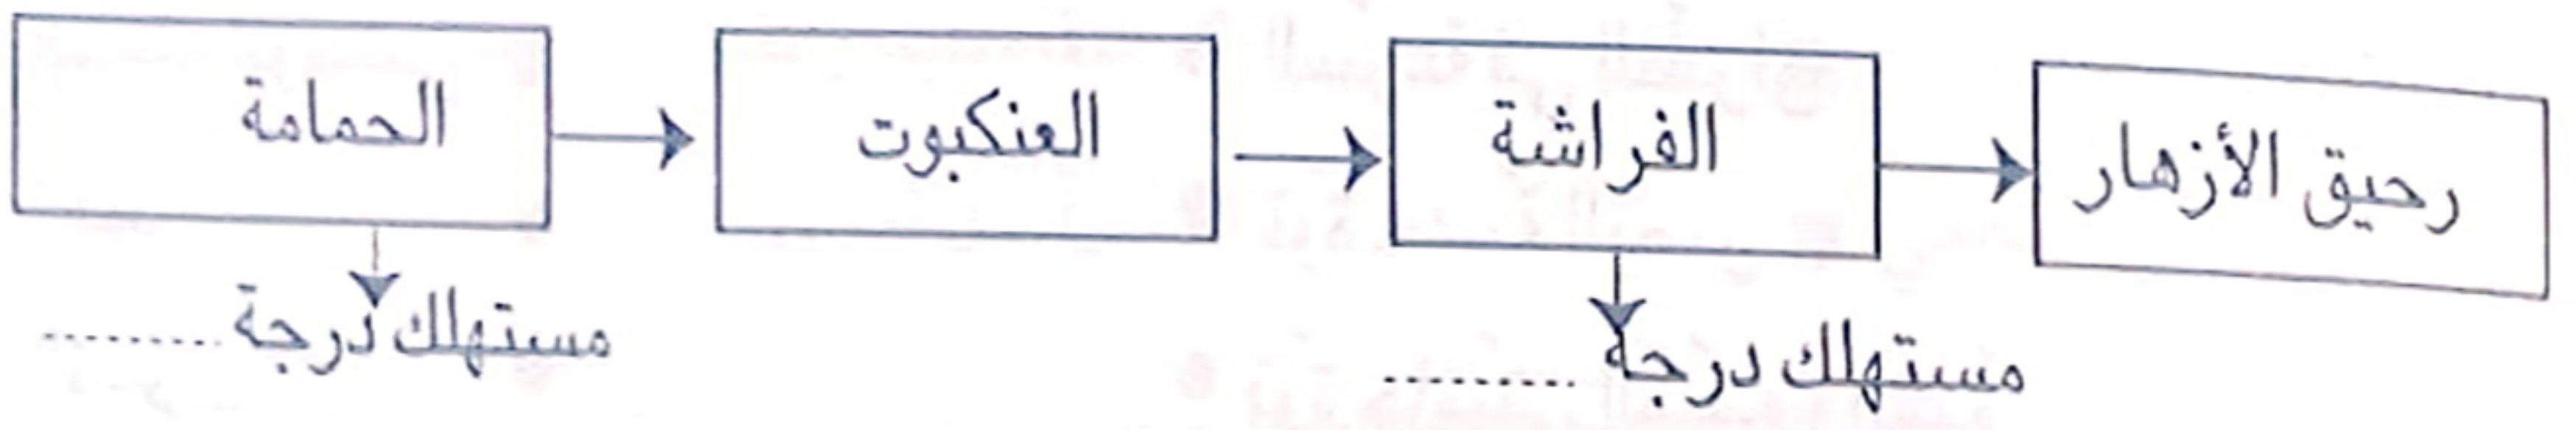 رحيق الأزهار
الفراشة
العنكبوت
الحمامة
مستهلك درجة ..........
مستهلك درجة ..........